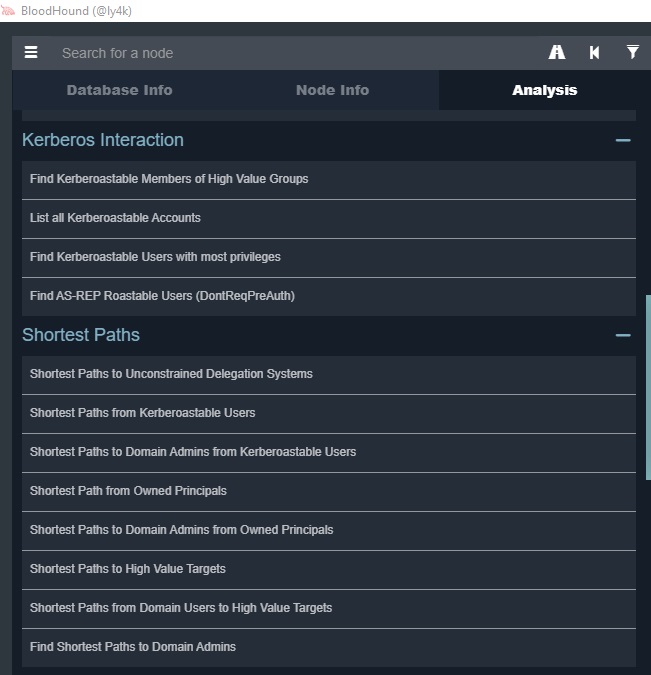 BloodHound (@ly4k)
Search for a node
Database Info Node Info Analysis
Kerberos Interaction
Find Kerberoastable Members of High Value Groups
List all Kerberoastable Accounts
Find Kerberoastable Users with most privileges
Find AS-REP Roastable Users (DontReqPreAuth)
Shortest Paths
Shortest Paths to Unconstrained Delegation Systems
Shortest Paths from Kerberoastable Users
Shortest Paths to Domain Admins from Kerberoastable Users
Shortest Path from Owned Principals
Shortest Paths to Domain Admins from Owned Principals
Shortest Paths to High Value Targets
Shortest Paths from Domain Users to High Value Targets
Find Shortest Paths to Domain Admins